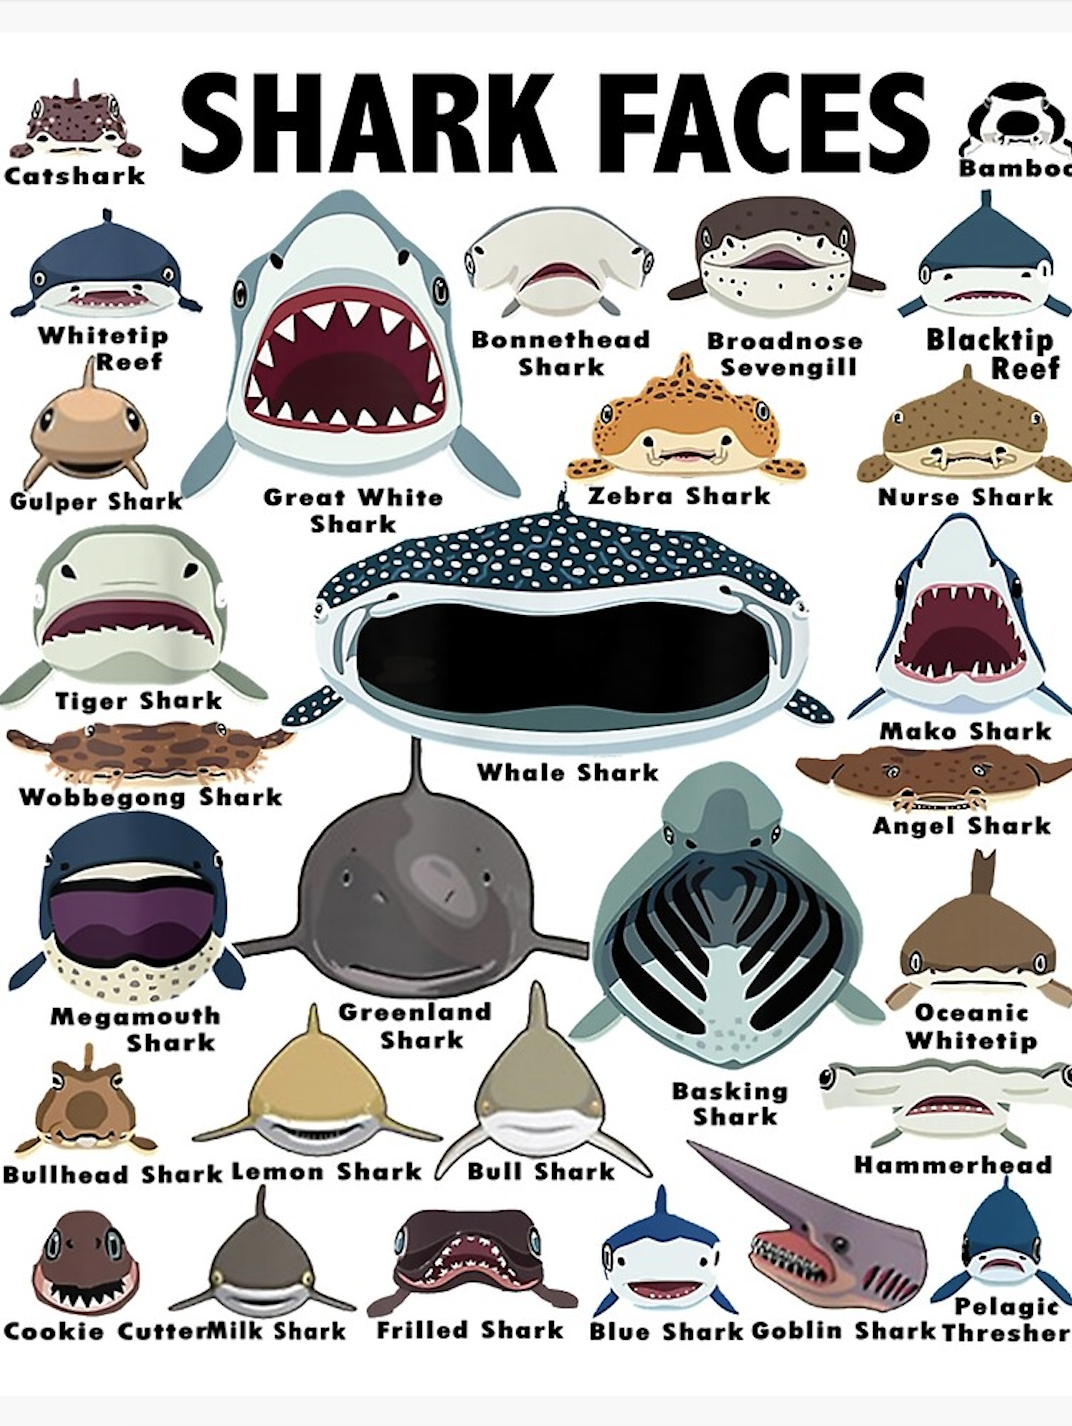 SHARK FACES
Catshark
Bamboo
Whitetip
Reef
Great White
Shark
Bonnethead
Shark
Broadnose
Sevengill
Blacktip
Reef
Gulper Shark
Zebra Shark
Nurse Shark
Tiger Shark
Whale Shark
Mako Shark
Wobbegong Shark
Angel Shark
Megamouth
Shark
Greenland
Shark
Basking
Shark
Oceanic
Whitetip
Bullhead Shark
Lemon Shark
Bull Shark
Hammerhead
Cookie Cutter
Milk Shark
Frilled Shark
Blue Shark
Goblin Shark
Pelagic
Thresher